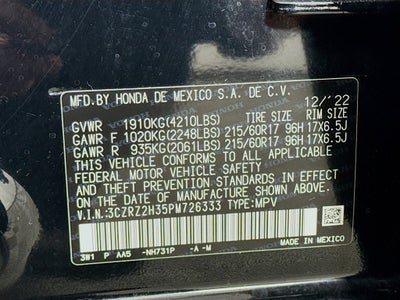 MFD.BY HONDA DE MEXICO S.A. DE C.V.
12/'22
GVWR 1910KG(4210LBS) TIRE SIZE RIM SIZE
GAWR F 1020KG(2248LBS) 215/60R17 96H 17X6.5J
GAWR R 935KG(2061LBS) 215/60R17 96H 17X6.5J
THIS VEHICLE CONFORMS TO ALL APPLICABLE
FEDERAL MOTOR VEHICLE SAFETY AND THEFT
PREVENTION STANDARDS IN EFFECT ON THE DATE
OF MANUFACTURE SHOWN ABOVE.
V.I.N.:3CZRZ2H35PM726333 TYPE:MPV
3W1 P AA5 -NH731P -A -M